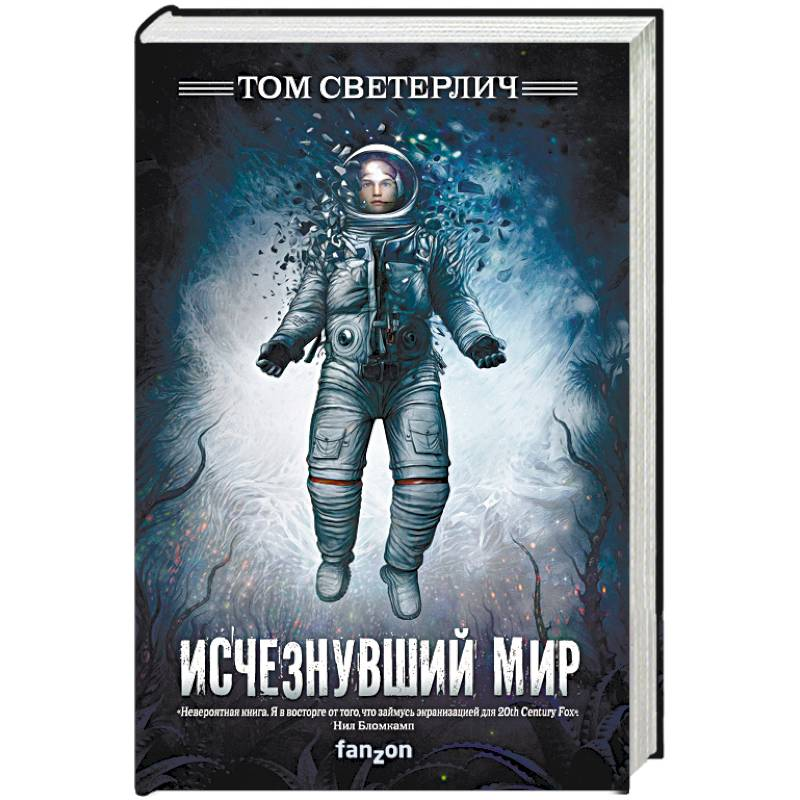 ТОМ СВЕТЕРЛИЧ
ИСЧЕЗНУВШИЙ МИР
«Невероятная книга. Я в восторге от того, что займусь экранизацией для 20th Century Fox».
Нил Бломкамп
fanzon